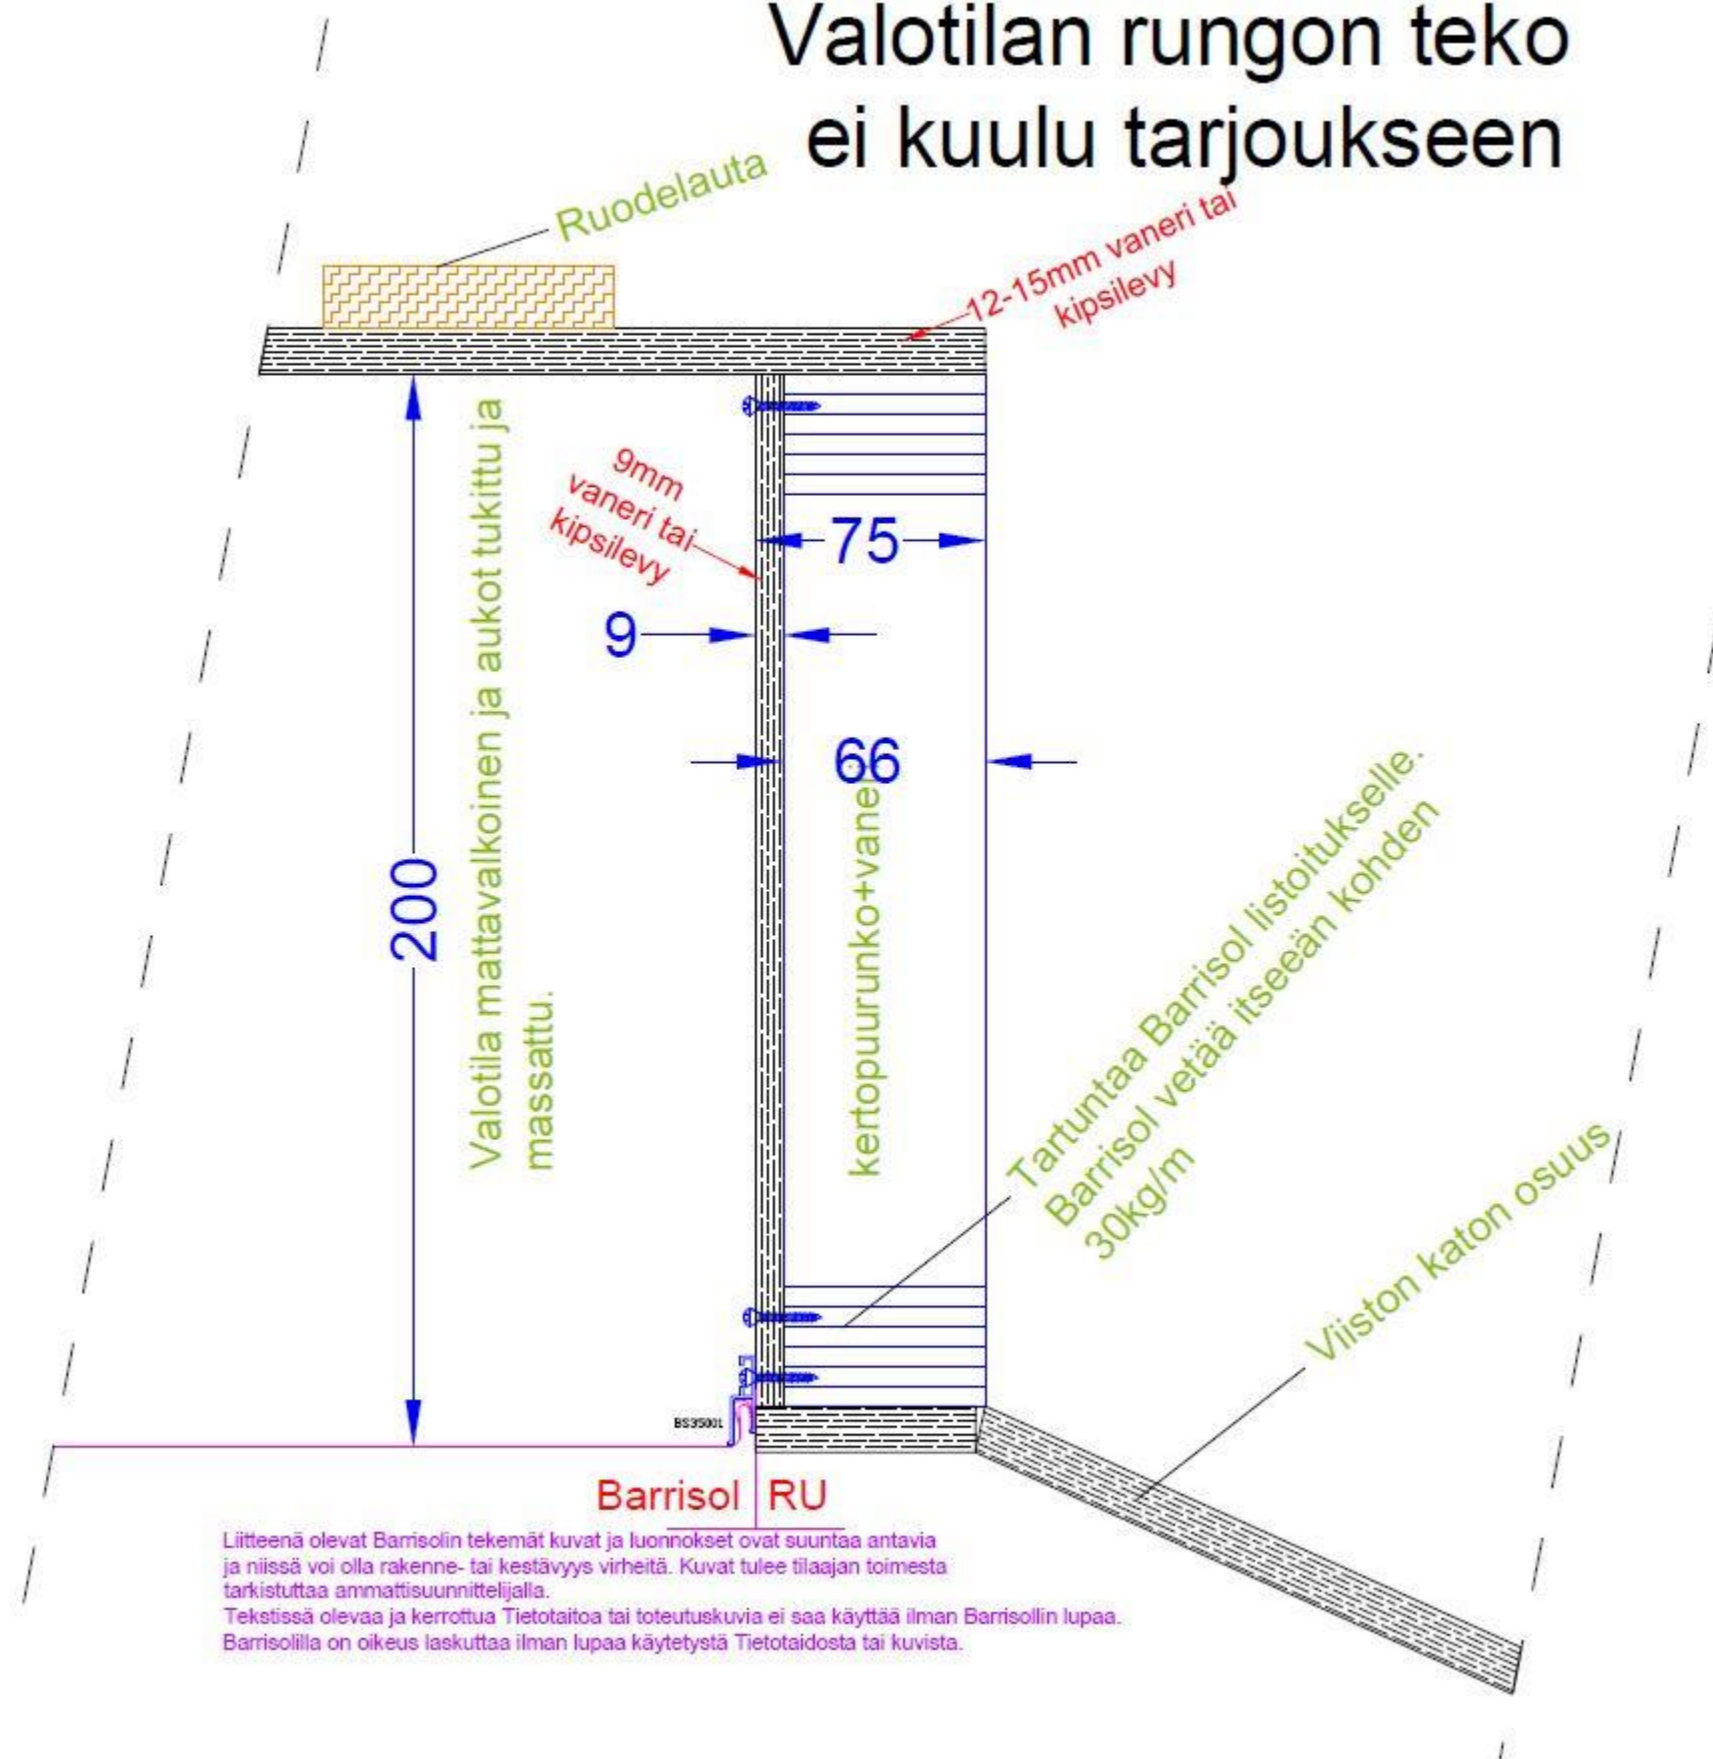 Valotilan rungon teko
ei kuulu tarjoukseen
Ruodelauta
12-15mm vaneri tai
kipsilevy
9mm
vaneri tai
kipsilevy
75
9
66
200
Valotila mattavalkoinen ja aukot tukittu ja
massattu.
kertopuurunko+vaneri
Tartuntaa Barrisol listoitukselle.
Barrisol vetää itseeän kohden
30kg/m
Viiston katon osuus
BS35001
Barrisol RU
Liitteenä olevat Barrisolin tekemät kuvat ja luonnokset ovat suuntaa antavia
ja niissä voi olla rakenne- tai kestävyys virheitä. Kuvat tulee tilaajan toimesta
tarkistuttaa ammattisuunnittelijalla.
Tekstissä olevaa ja kerrottua Tietotaitoa tai toteutuskuvia ei saa käyttää ilman Barrisollin lupaa.
Barrisolilla on oikeus laskuttaa ilman lupaa käytetystä Tietotaidosta tai kuvista.